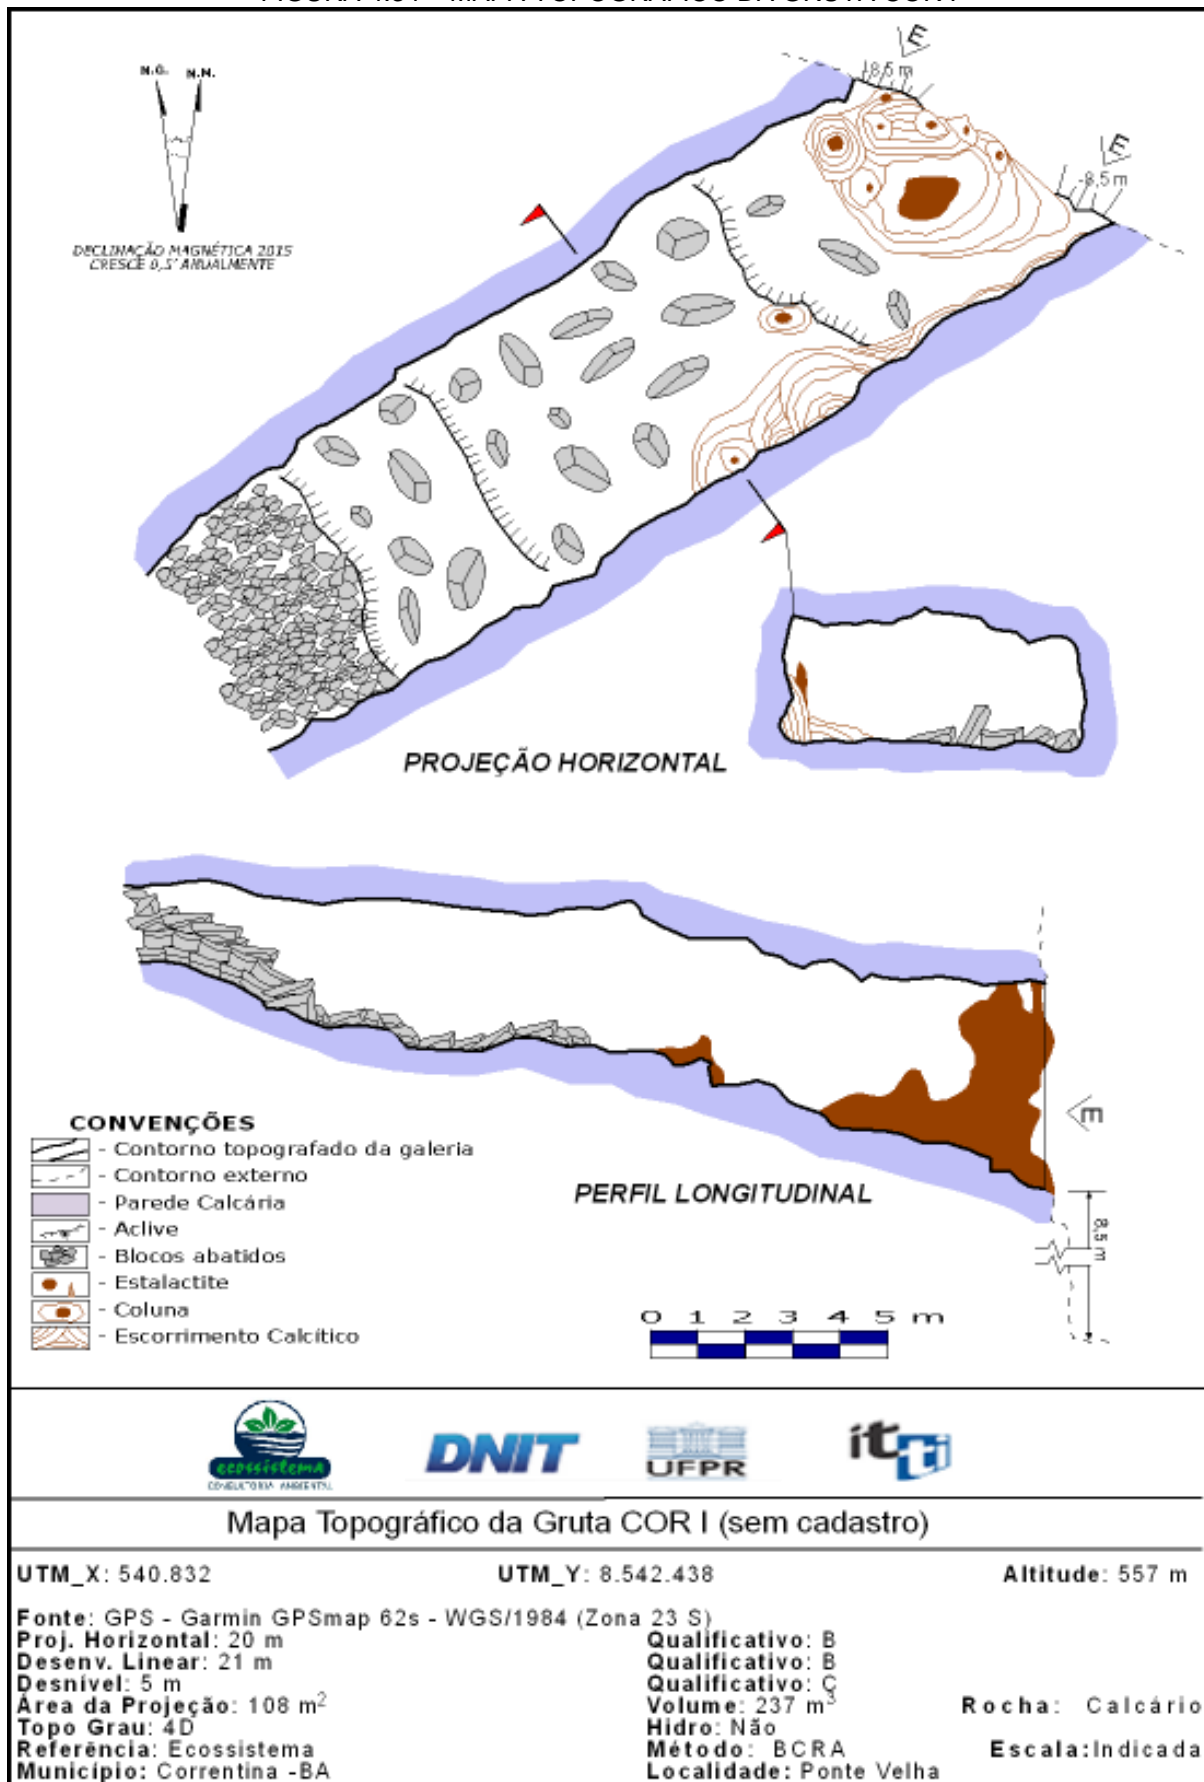 N.G. N.M.
DECLINAÇÃO MAGNÉTICA 2015
CRESCE 0,5' ANUALMENTE
E
-8,5 m
E
-8,5 m
PROJEÇÃO HORIZONTAL
E
8,5 m
PERFIL LONGITUDINAL
CONVENÇÕES
- Contorno topografado da galeria
- Contorno externo
- Parede Calcária
- Aclive
- Blocos abatidos
- Estalactite
- Coluna
- Escorrimento Calcítico
0 1 2 3 4 5 m
ecossistema
CONSULTORIA AMBIENTAL
DNIT
UFPR
itti
Mapa Topográfico da Gruta COR I (sem cadastro)
UTM_X: 540.832 UTM_Y: 8.542.438 Altitude: 557 m
Fonte: GPS - Garmin GPSmap 62s - WGS/1984 (Zona 23 S)
Proj. Horizontal: 20 m Qualificativo: B
Desenv. Linear: 21 m Qualificativo: B
Desnível: 5 m Qualificativo: C
Área da Projeção: 108 m² Volume: 237 m³ Rocha: Calcário
Topo Grau: 4D Hidro: Não
Referência: Ecossistema Método: BCRA Escala:Indicada
Município: Correntina -BA Localidade: Ponte Velha